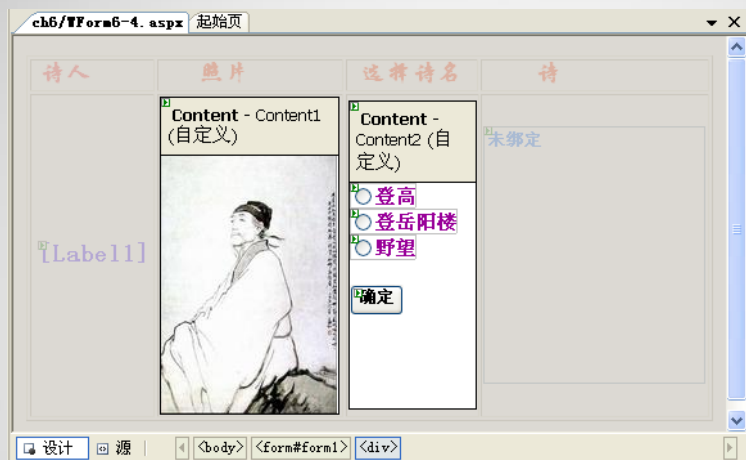 ch6/WForm6-4.aspx 起始页
诗人 照片 选择诗名 诗
Content - Content1
(自定义)
Content -
Content2 (自
定义)
登高
登岳阳楼
野望
确定
[Label1]
未绑定
设计 源 <body> <form#form1> <div>